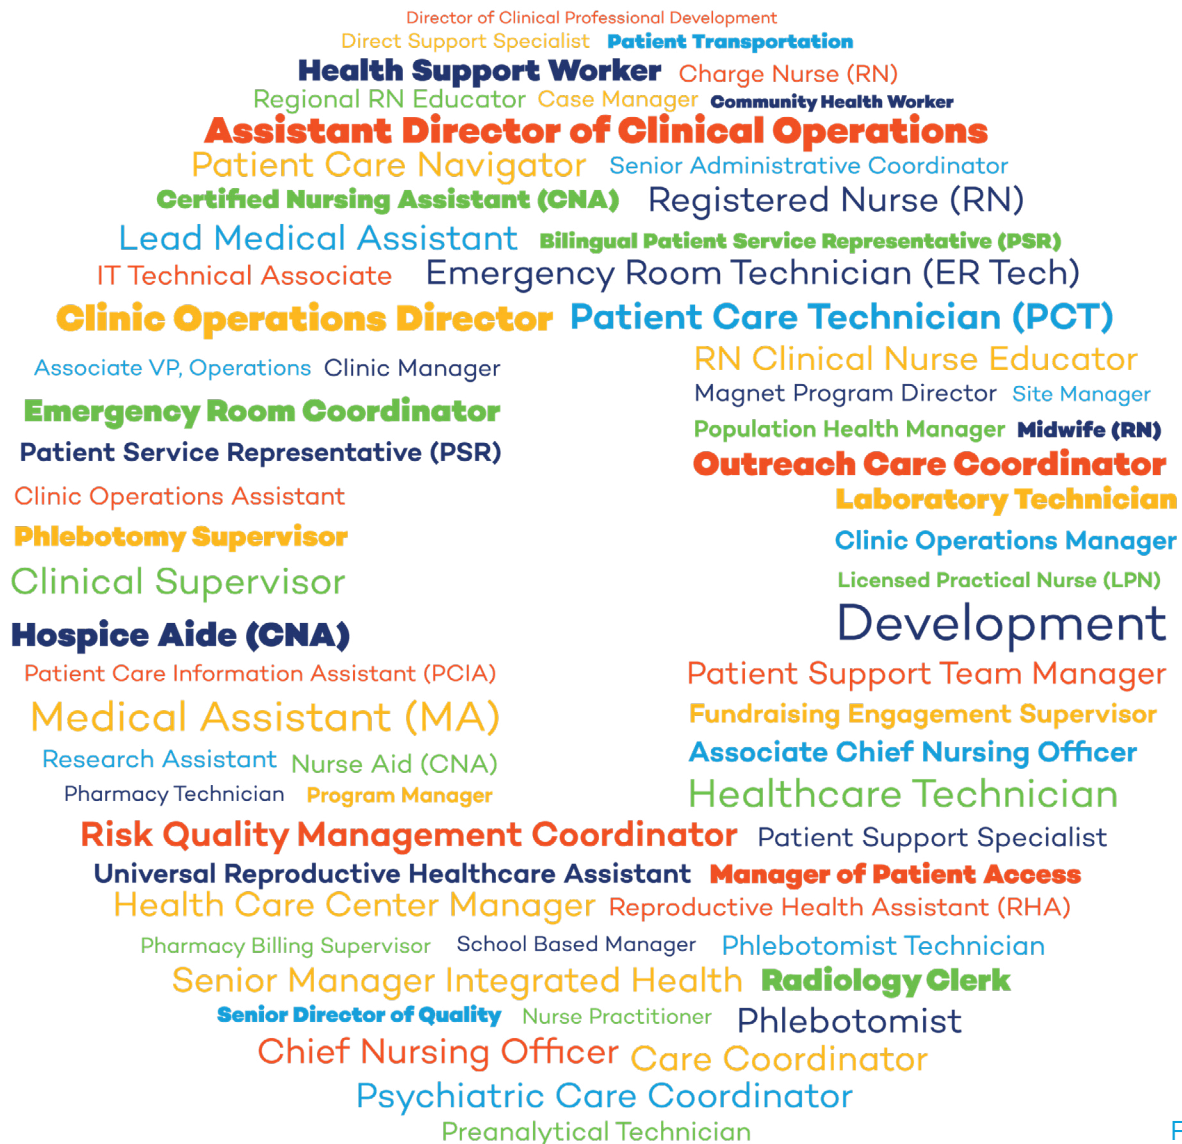 Director of Clinical Professional Development
Direct Support Specialist Patient Transportation
Health Support Worker Charge Nurse (RN)
Regional RN Educator Case Manager Community Health Worker
Assistant Director of Clinical Operations
Patient Care Navigator Senior Administrative Coordinator
Certified Nursing Assistant (CNA) Registered Nurse (RN)
Lead Medical Assistant Bilingual Patient Service Representative (PSR)
IT Technical Associate Emergency Room Technician (ER Tech)
Clinic Operations Director Patient Care Technician (PCT)
Associate VP, Operations Clinic Manager
RN Clinical Nurse Educator
Magnet Program Director Site Manager
Emergency Room Coordinator
Population Health Manager Midwife (RN)
Patient Service Representative (PSR)
Outreach Care Coordinator
Clinic Operations Assistant
Laboratory Technician
Phlebotomy Supervisor
Clinic Operations Manager
Clinical Supervisor
Licensed Practical Nurse (LPN)
Hospice Aide (CNA)
Development
Patient Care Information Assistant (PCIA)
Patient Support Team Manager
Medical Assistant (MA)
Fundraising Engagement Supervisor
Research Assistant Nurse Aid (CNA)
Associate Chief Nursing Officer
Pharmacy Technician Program Manager
Healthcare Technician
Risk Quality Management Coordinator Patient Support Specialist
Universal Reproductive Healthcare Assistant Manager of Patient Access
Health Care Center Manager Reproductive Health Assistant (RHA)
Pharmacy Billing Supervisor School Based Manager Phlebotomist Technician
Senior Manager Integrated Health Radiology Clerk
Senior Director of Quality Nurse Practitioner Phlebotomist
Chief Nursing Officer Care Coordinator
Psychiatric Care Coordinator
Preanalytical Technician